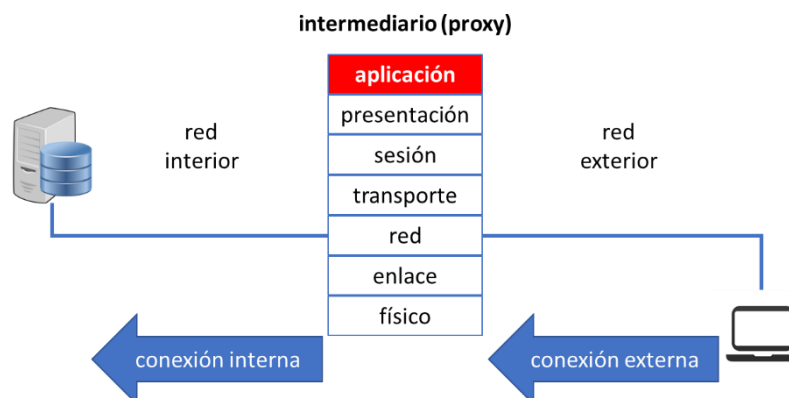 intermediario (proxy)
aplicación
presentación
sesión
transporte
red
enlace
físico
red
interior
red
exterior
conexión interna
conexión externa